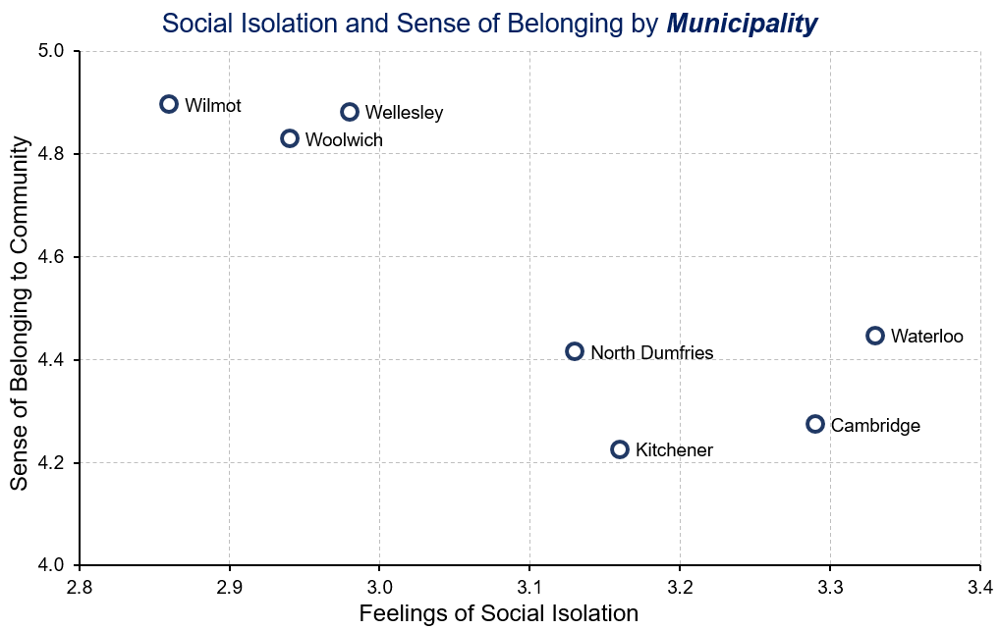 Social Isolation and Sense of Belonging by Municipality
5.0
Wilmot
Wellesley
Woolwich
4.8
4.6
Waterloo
4.4
North Dumfries
Cambridge
Kitchener
4.2
4.0
Sense of Belonging to Community
2.8 2.9 3.0 3.1 3.2 3.3 3.4
Feelings of Social Isolation